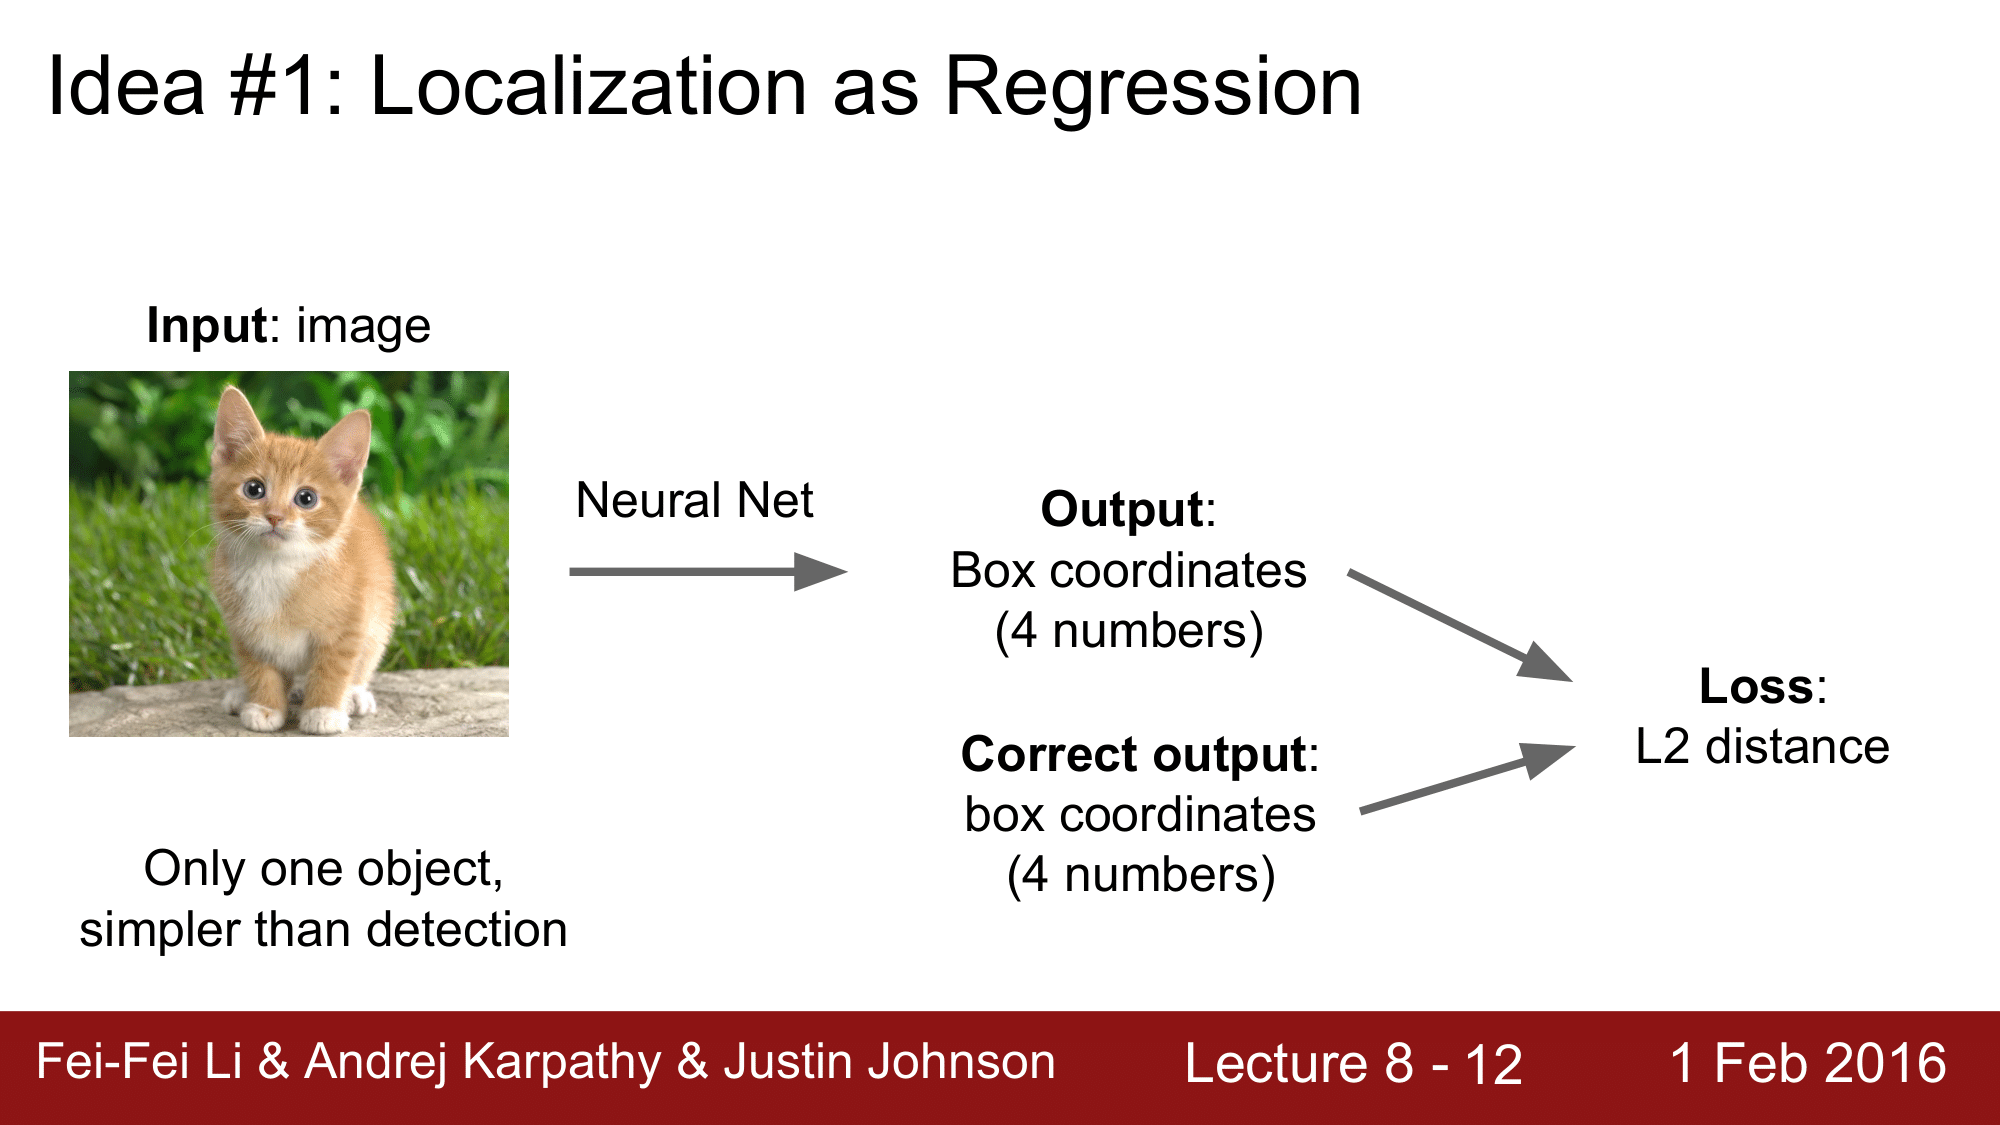 Idea #1: Localization as Regression
Input: image
Neural Net
Output:
Box coordinates
(4 numbers)
Correct output:
box coordinates
(4 numbers)
Loss:
L2 distance
Only one object,
simpler than detection
Fei-Fei Li & Andrej Karpathy & Justin Johnson
Lecture 8 - 12
1 Feb 2016